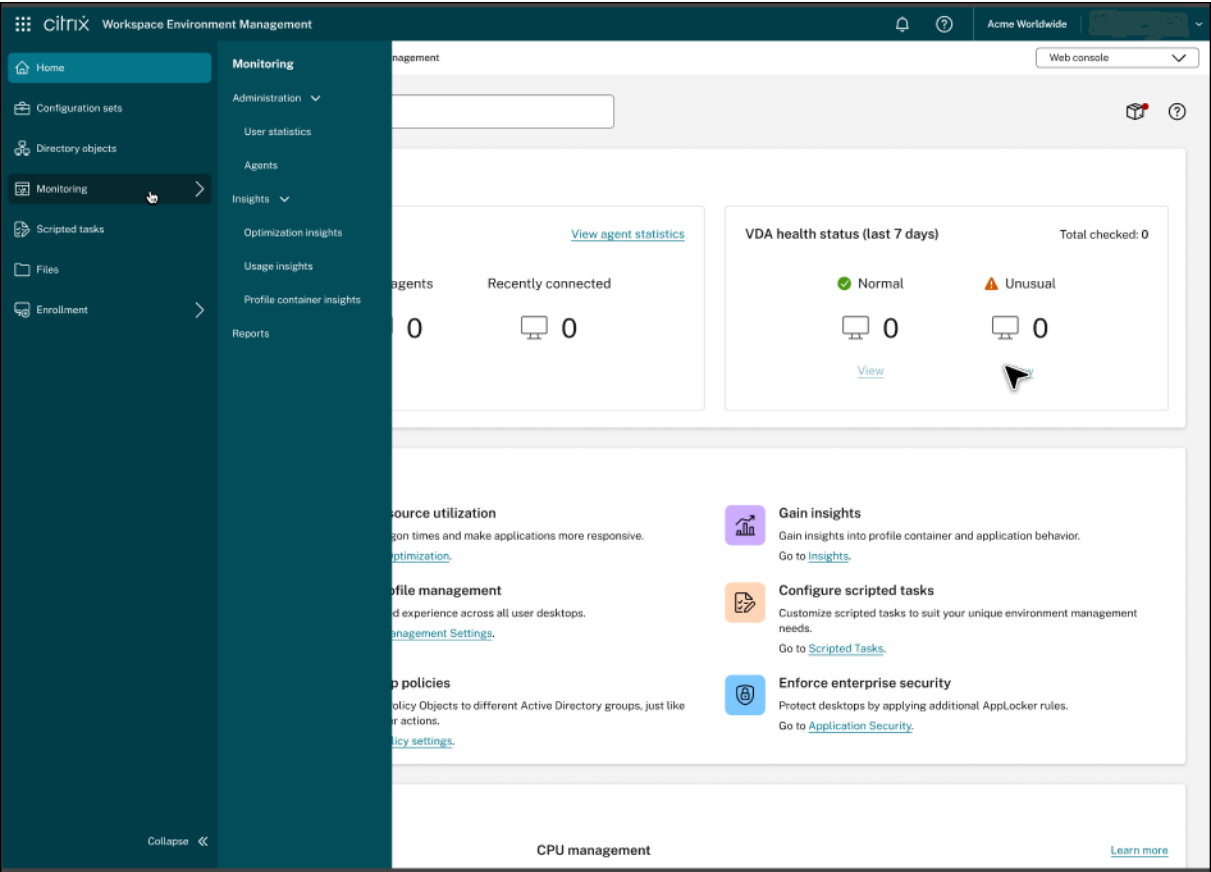 citrix Workspace Environment Management
Acme Worldwide
Home
Configuration sets
Directory objects
Monitoring
Scripted tasks
Files
Enrollment
Collapse
Monitoring
Administration
User statistics
Agents
Insights
Optimization insights
Usage insights
Profile container insights
Reports
nagement
Web console
View agent statistics
agents
Recently connected
0
0
VDA health status (last 7 days)
Total checked: 0
Normal
Unusual
0
0
View
source utilization
gon times and make applications more responsive.
ptimization.
Gain insights
Gain insights into profile container and application behavior.
Go to Insights.
ofile management
d experience across all user desktops.
anagement Settings.
Configure scripted tasks
Customize scripted tasks to suit your unique environment management
needs.
Go to Scripted Tasks.
p policies
olicy Objects to different Active Directory groups, just like
r actions.
licy settings.
Enforce enterprise security
Protect desktops by applying additional AppLocker rules.
Go to Application Security.
CPU management
Learn more